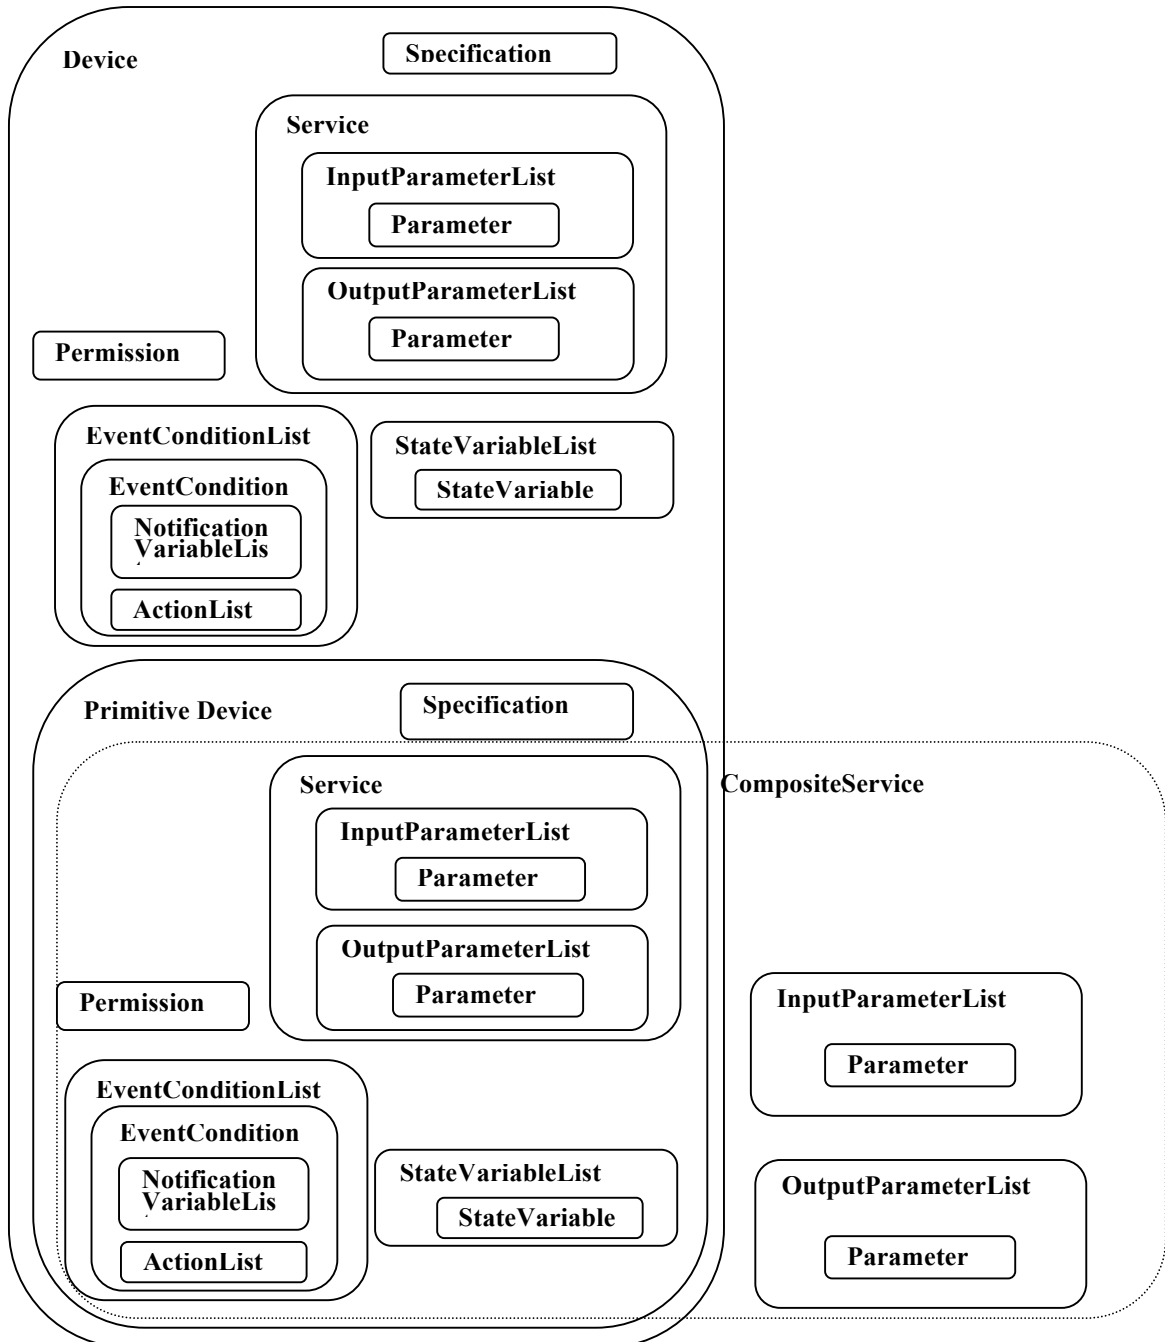 Device
Specification
Service
InputParameterList
Parameter
OutputParameterList
Parameter
Permission
EventConditionList
EventCondition
Notification
VariableLis
ActionList
StateVariableList
StateVariable
Primitive Device
Specification
Service
InputParameterList
Parameter
OutputParameterList
Parameter
Permission
EventConditionList
EventCondition
Notification
VariableLis
ActionList
StateVariableList
StateVariable
CompositeService
InputParameterList
Parameter
OutputParameterList
Parameter